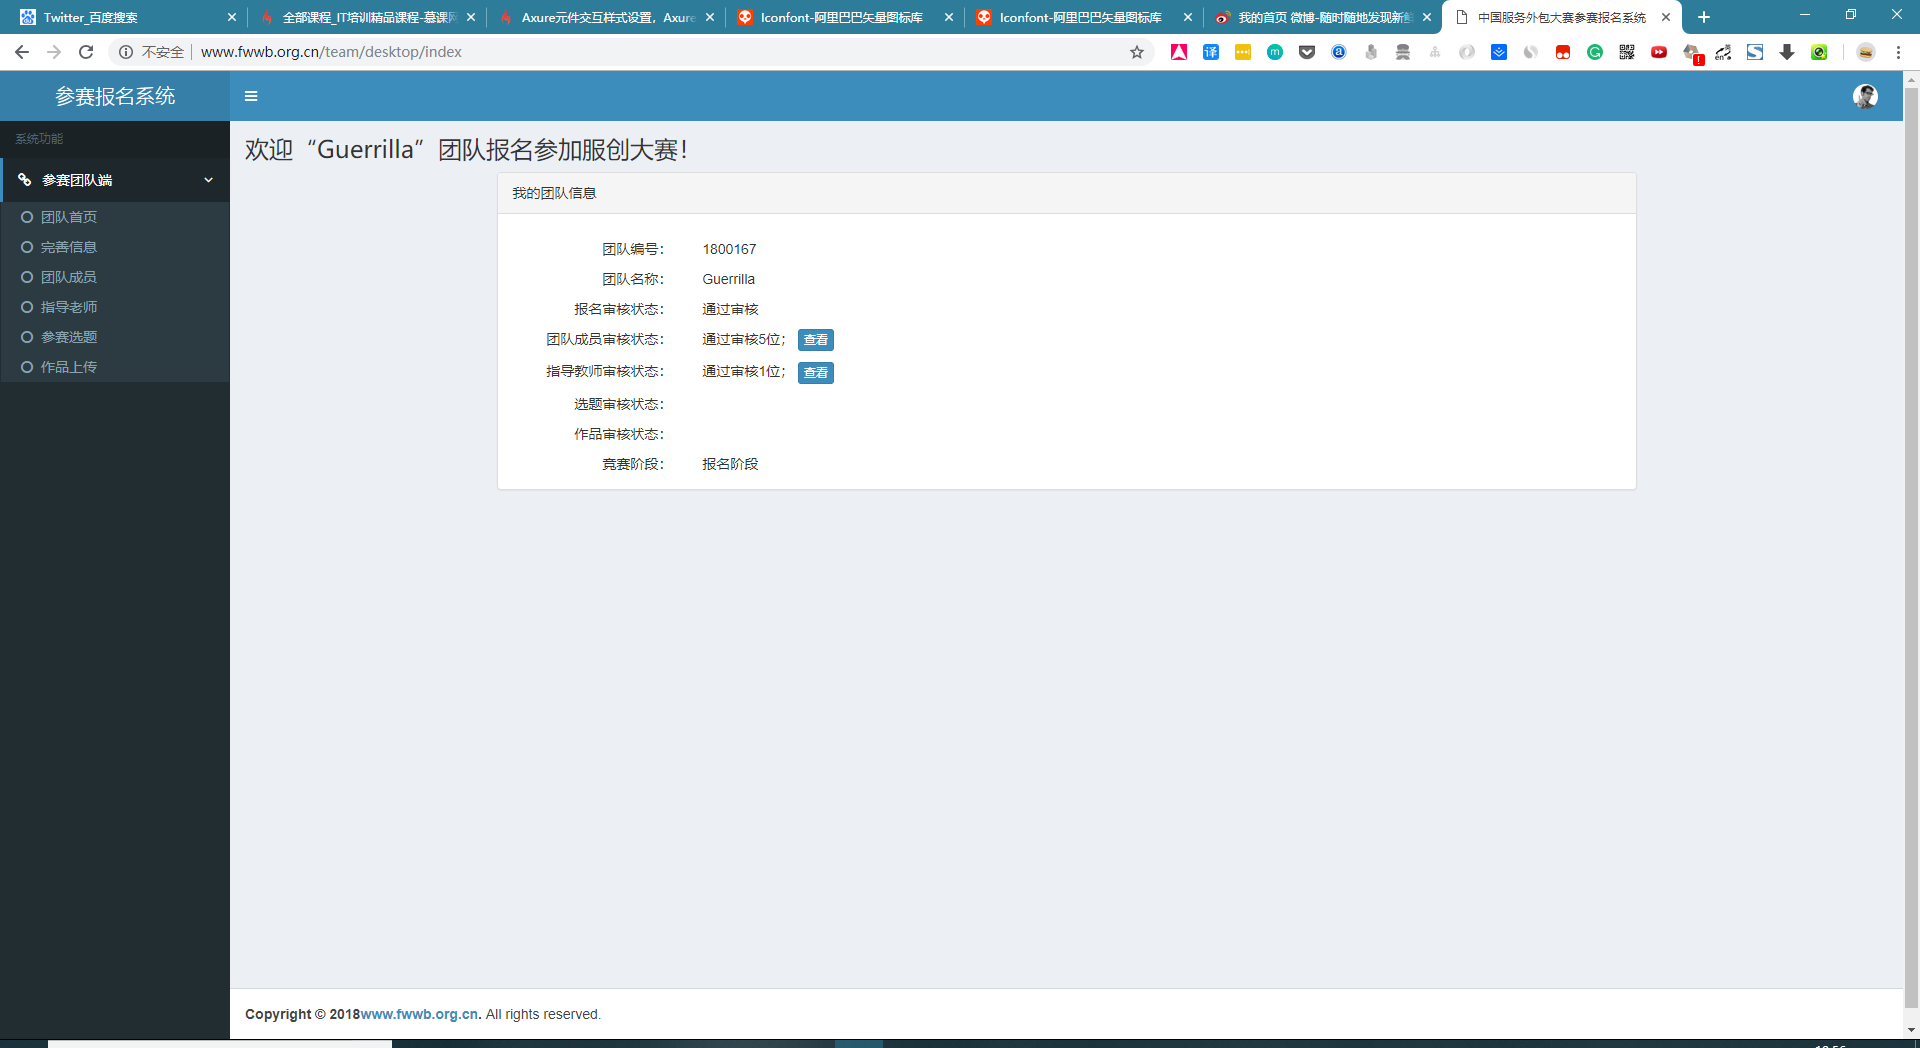 Twitter_百度搜索
全部课程_IT培训精品课程-慕课网
Axure元件交互样式设置，Axure
Iconfont-阿里巴巴矢量图标库
Iconfont-阿里巴巴矢量图标库
我的首页 微博-随时随地发现新鲜
中国服务外包大赛参赛报名系统
不安全
www.fwwb.org.cn/team/desktop/index
参赛报名系统
系统功能
参赛团队端
团队首页
完善信息
团队成员
指导老师
参赛选题
作品上传
欢迎“Guerrilla”团队报名参加服创大赛！
我的团队信息
团队编号： 1800167
团队名称： Guerrilla
报名审核状态： 通过审核
团队成员审核状态： 通过审核5位； 查看
指导教师审核状态： 通过审核1位； 查看
选题审核状态：
作品审核状态：
竞赛阶段： 报名阶段
Copyright © 2018www.fwwb.org.cn. All rights reserved.